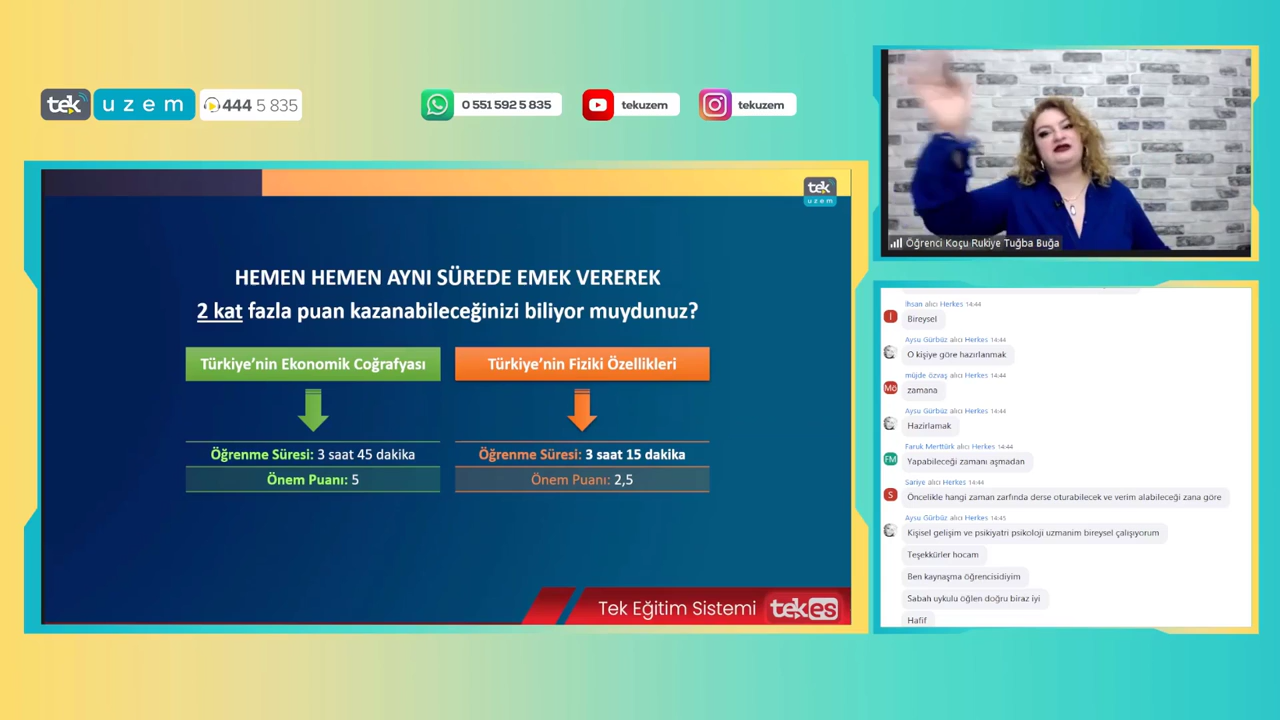 tek uzem 444 5 835
0 551 592 5 835
tekuzem
tekuzem
tek
uzem
HEMEN HEMEN AYNI SÜREDE EMEK VEREREK
2 kat fazla puan kazanabileceğinizi biliyor muydunuz?
Türkiye'nin Ekonomik Coğrafyası
Öğrenme Süresi: 3 saat 45 dakika
Önem Puanı: 5
Türkiye'nin Fiziki Özellikleri
Öğrenme Süresi: 3 saat 15 dakika
Önem Puanı: 2,5
Tek Eğitim Sistemi tekes
Öğrenci Koçu Rukiye Tuğba Buğa
İhsan alıcı Herkes 14:44
I
Bireysel
Aysu Gürbüz alıcı Herkes 14:44
O kişiye göre hazırlanmak
müjde özvaş alıcı Herkes 14:44
Mö
zamana
Aysu Gürbüz alıcı Herkes 14:44
Hazırlamak
Faruk Merttürk alıcı Herkes 14:44
FM
Yapabileceği zamanı aşmadan
Sariye alıcı Herkes 14:44
S
Öncelikle hangi zaman zarfında derse oturabilecek ve verim alabileceği zana göre
Aysu Gürbüz alıcı Herkes 14:45
Kişisel gelişim ve psikiyatri psikoloji uzmanim bireysel çalışıyorum
Teşekkürler hocam
Ben kaynaşma öğrencisidiyim
Sabah uykulu öğlen doğru biraz iyi
Hafif